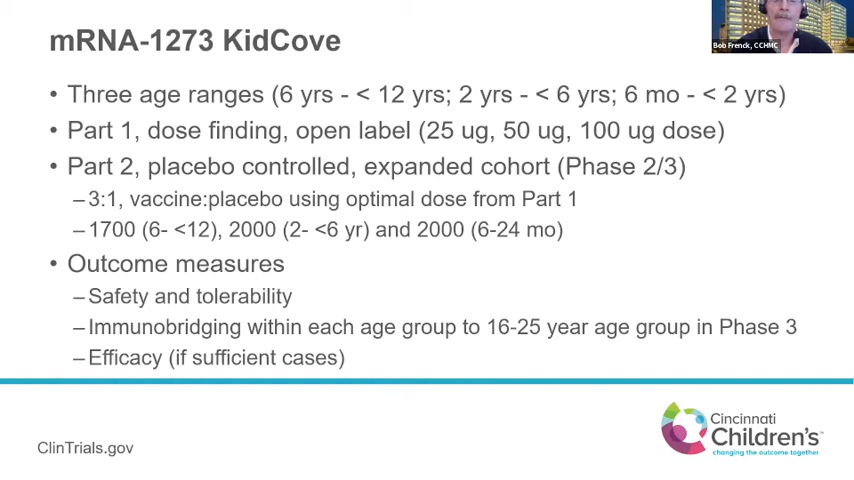 mRNA-1273 KidCove
Bob Frenck, CCHMC
• Three age ranges (6 yrs - < 12 yrs; 2 yrs - < 6 yrs; 6 mo - < 2 yrs)
• Part 1, dose finding, open label (25 ug, 50 ug, 100 ug dose)
• Part 2, placebo controlled, expanded cohort (Phase 2/3)
– 3:1, vaccine:placebo using optimal dose from Part 1
– 1700 (6- <12), 2000 (2- <6 yr) and 2000 (6-24 mo)
• Outcome measures
– Safety and tolerability
– Immunobridging within each age group to 16-25 year age group in Phase 3
– Efficacy (if sufficient cases)
ClinTrials.gov
Cincinnati
Children's™
changing the outcome together